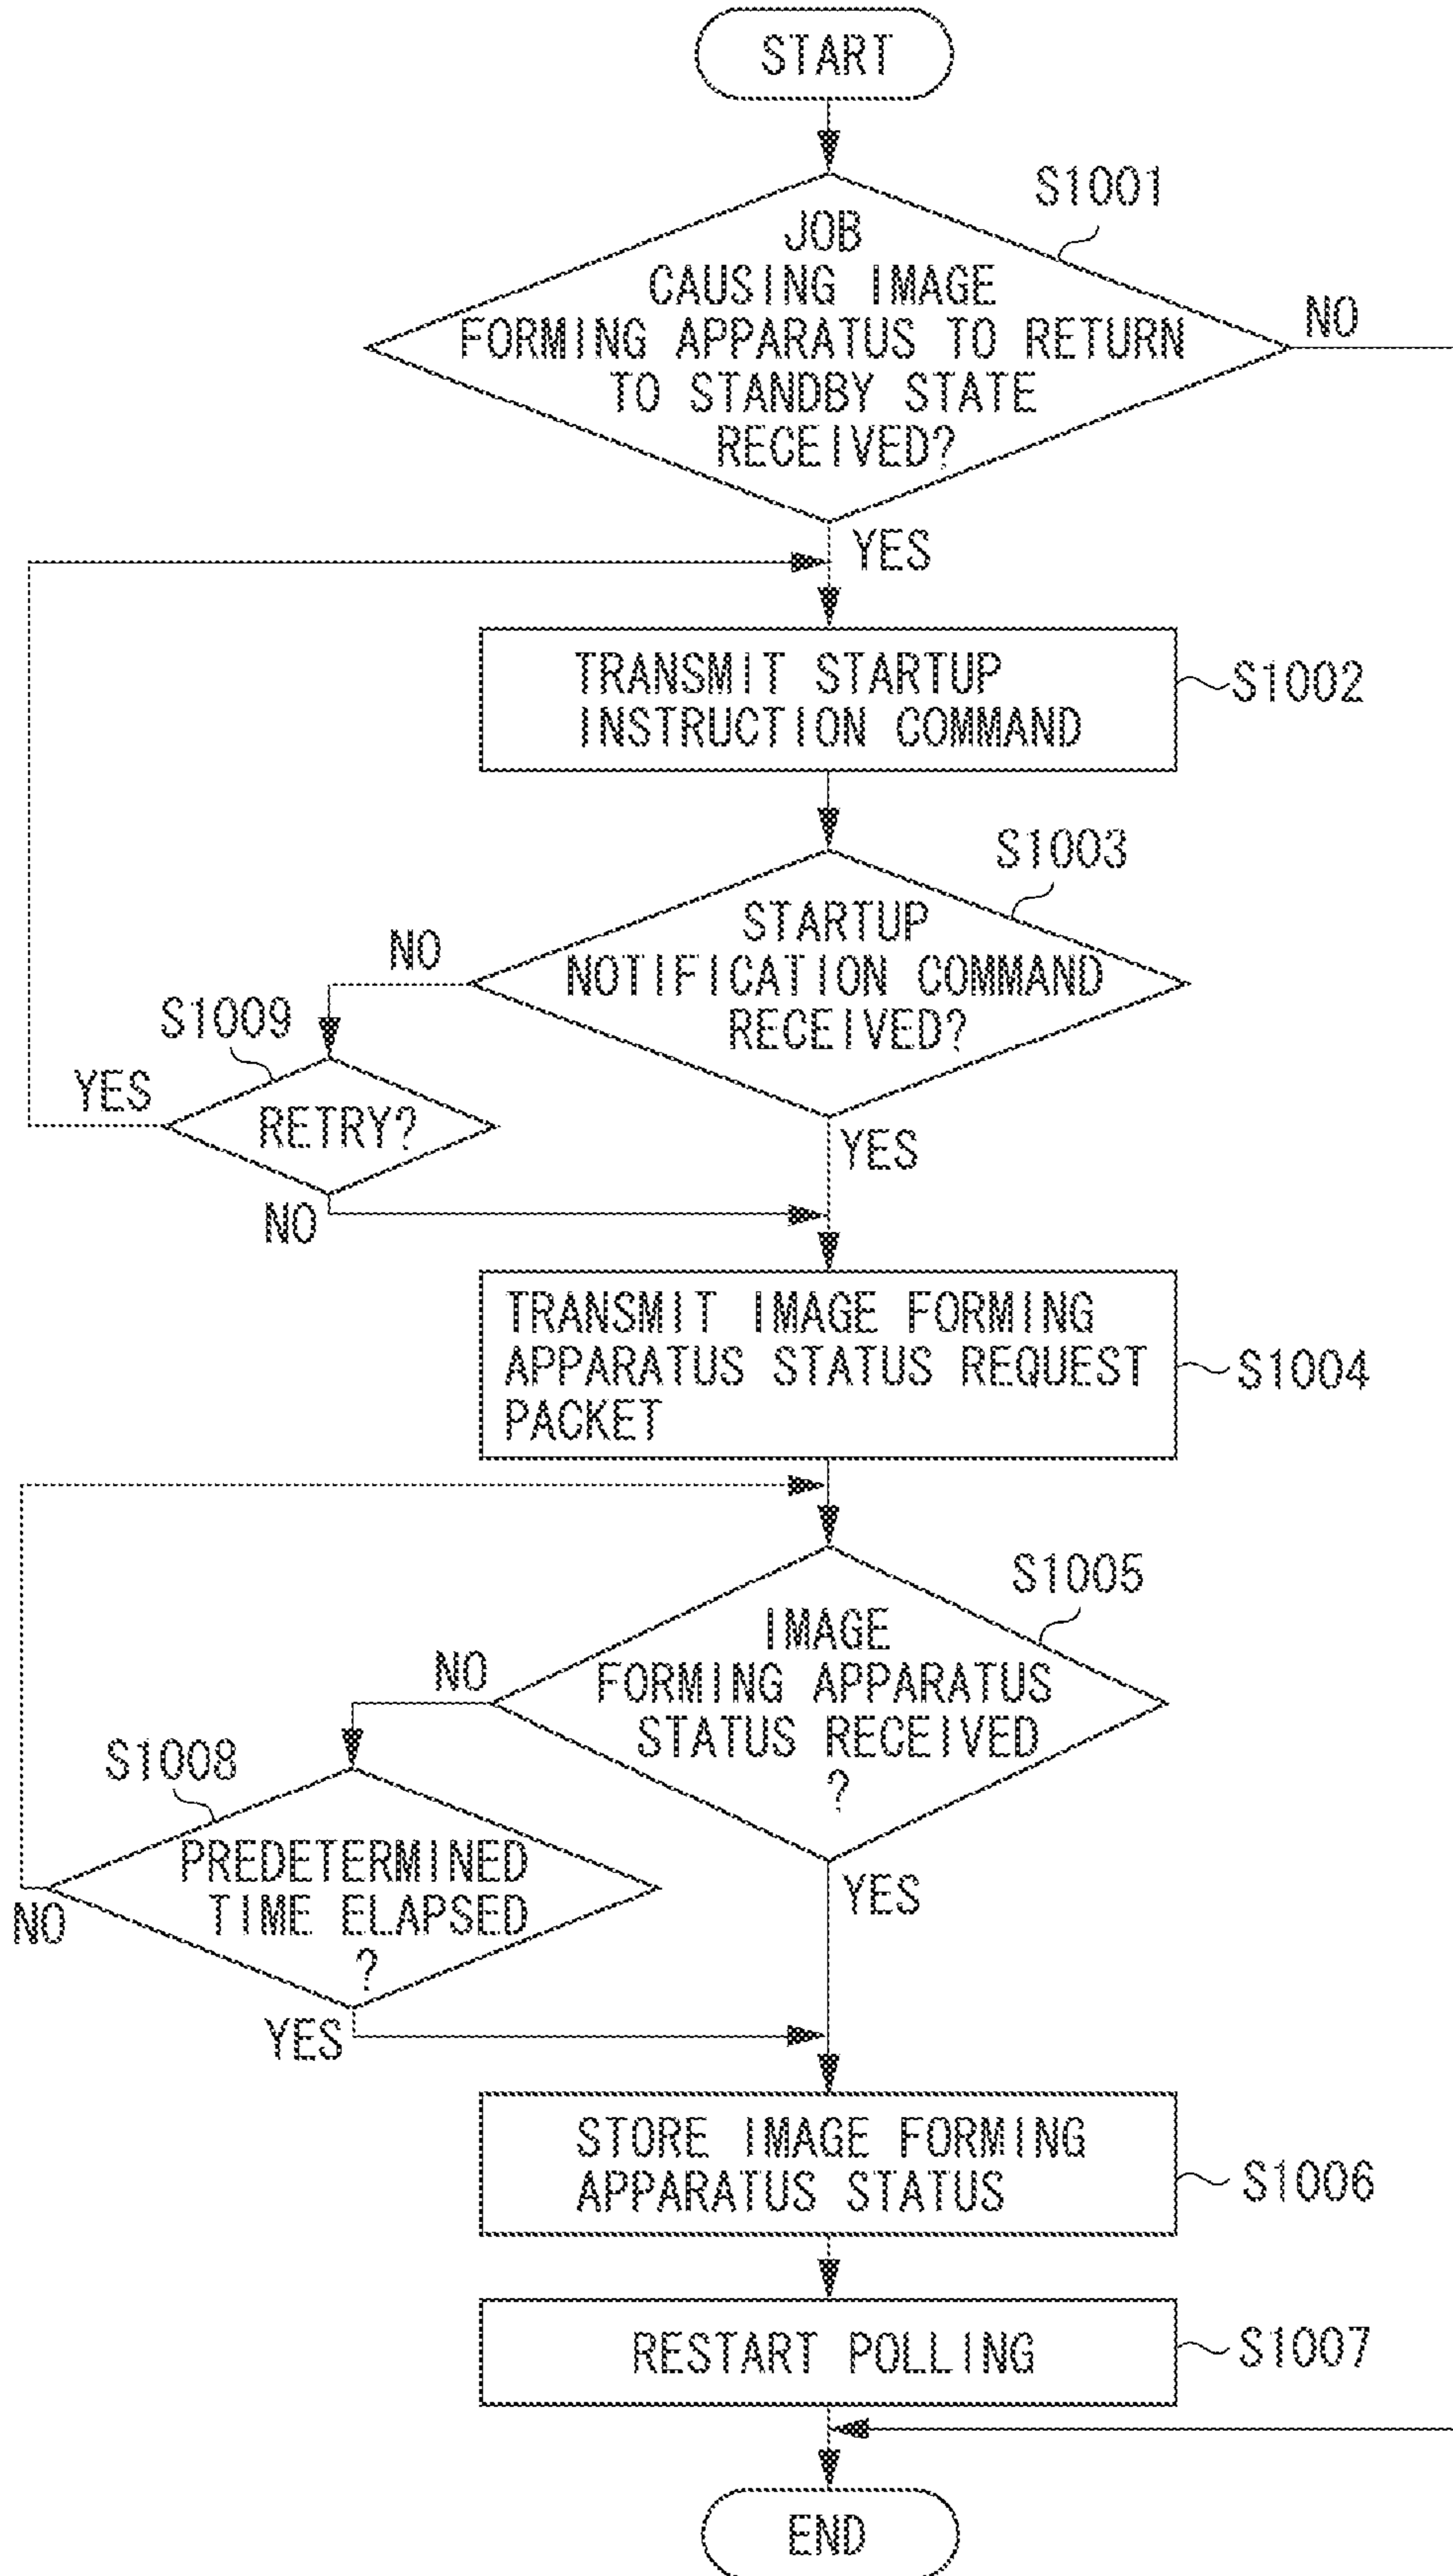 START
S1001
JOB
CAUSING IMAGE
FORMING APPARATUS TO RETURN
TO STANDBY STATE
RECEIVED?
NO
YES
TRANSMIT STARTUP
INSTRUCTION COMMAND
S1002
S1003
STARTUP
NOTIFICATION COMMAND
RECEIVED?
NO
S1009
YES
RETRY?
YES
NO
TRANSMIT IMAGE FORMING
APPARATUS STATUS REQUEST
PACKET
S1004
S1005
IMAGE
FORMING APPARATUS
STATUS RECEIVED
?
NO
S1008
PREDETERMINED
TIME ELAPSED
?
NO
YES
YES
STORE IMAGE FORMING
APPARATUS STATUS
S1006
RESTART POLLING
S1007
END